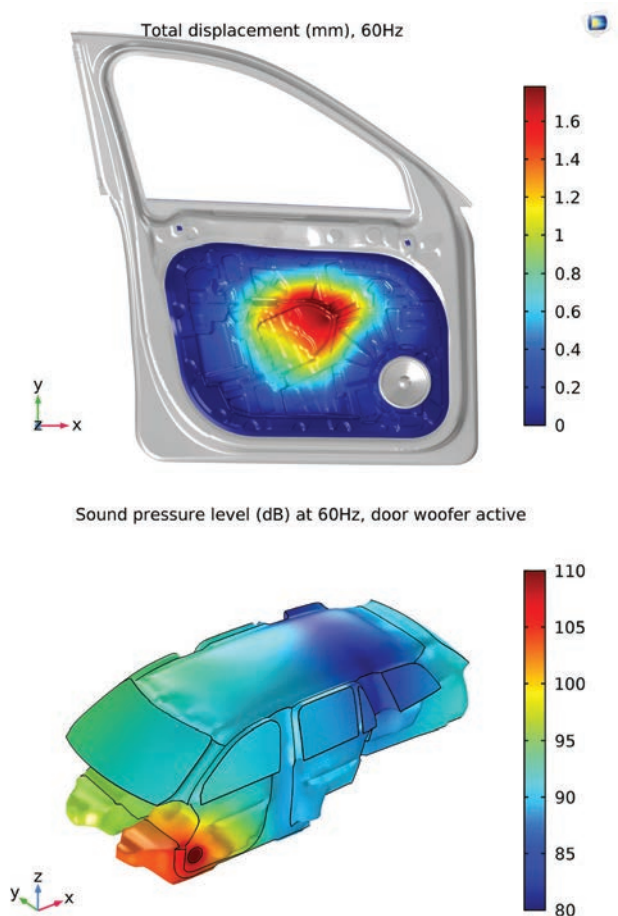 Total displacement (mm), 60Hz
1.6
1.4
1.2
1
0.8
0.6
0.4
0.2
0
y
z
x
Sound pressure level (dB) at 60Hz, door woofer active
110
105
100
95
90
85
80
z
y
x